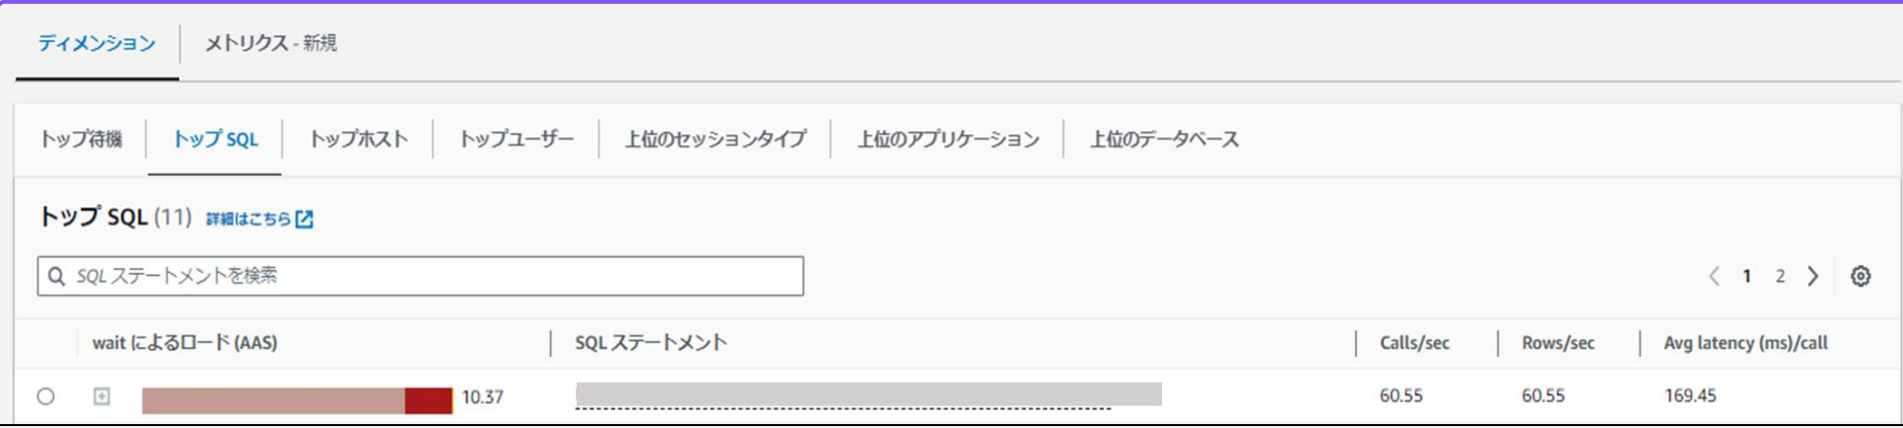 ディメンション メトリクス - 新規
トップ待機 トップ SQL トップホスト トップユーザー 上位のセッションタイプ 上位のアプリケーション 上位のデータベース
トップ SQL (11) 詳細はこちら
SQL ステートメントを検索 1 2
wait によるロード (AAS) SQL ステートメント Calls/sec Rows/sec Avg latency (ms)/call
10.37 60.55 60.55 169.45